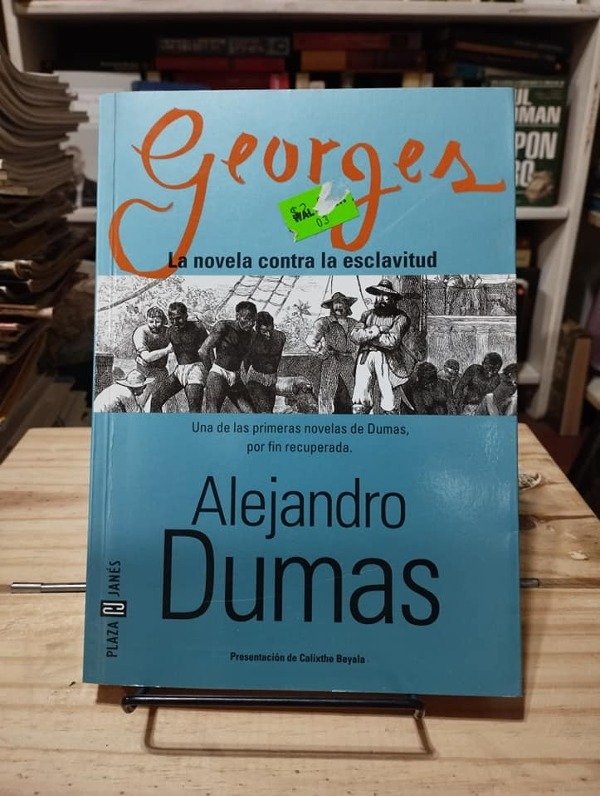 Georges
03
La novela contra la esclavitud
Una de las primeras novelas de Dumas,
por fin recuperada.
Alejandro
Dumas
PLAZA JANÉS
Presentación de Calixthe Beyala